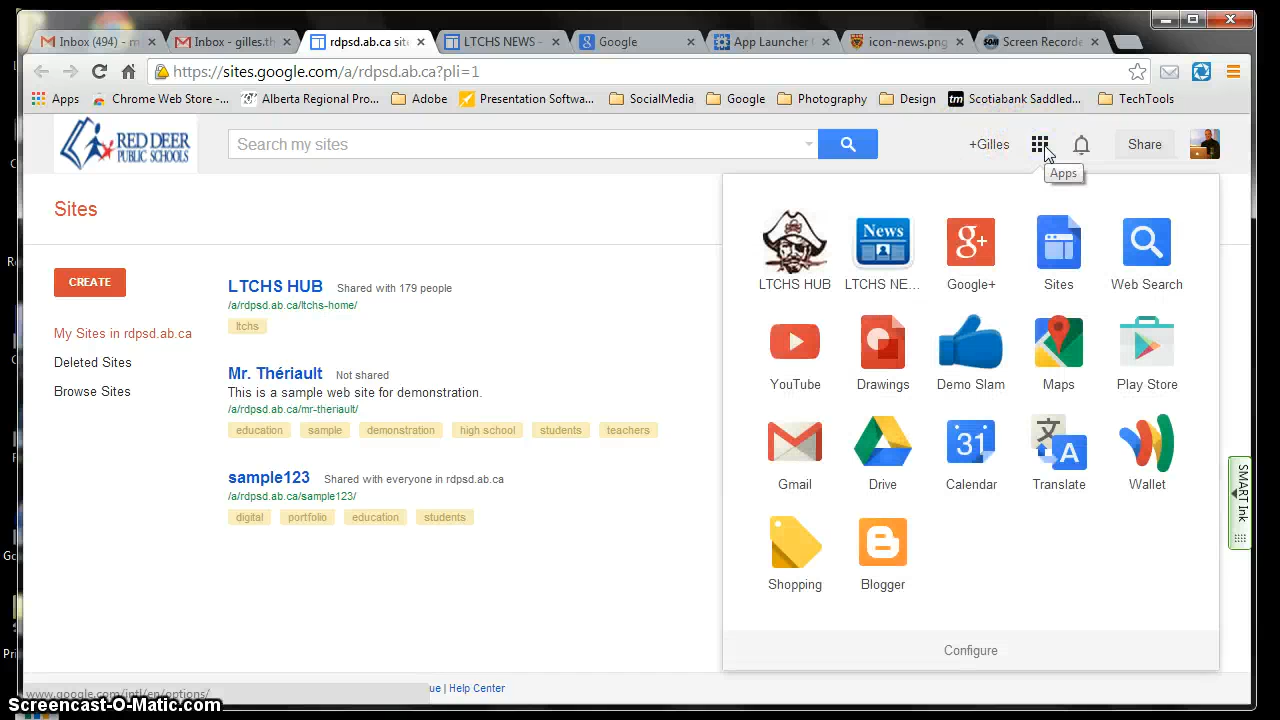 Inbox (494) - m
Inbox - gilles.th
rdpsd.ab.ca site
LTCHS NEWS -
Google
App Launcher
icon-news.png
SOM
Screen Recorde
https://sites.google.com/a/rdpsd.ab.ca?pli=1
Apps
Chrome Web Store -...
Alberta Regional Pro...
Adobe
Presentation Softwa...
SocialMedia
Google
Photography
Design
tm
Scotiabank Saddled...
TechTools
RED DEER
PUBLIC SCHOOLS
Search my sites
+Gilles
Share
Apps
Sites
CREATE
My Sites in rdpsd.ab.ca
Deleted Sites
Browse Sites
LTCHS HUB Shared with 179 people
/a/rdpsd.ab.ca/ltchs-home/
ltchs
Mr. Thériault Not shared
This is a sample web site for demonstration.
/a/rdpsd.ab.ca/mr-theriault/
education sample demonstration high school students teachers
sample123 Shared with everyone in rdpsd.ab.ca
/a/rdpsd.ab.ca/sample123/
digital portfolio education students
News
g+
LTCHS HUB LTCHS NE... Google+ Sites Web Search
YouTube Drawings Demo Slam Maps Play Store
31
文
A
Gmail Drive Calendar Translate Wallet
Shopping Blogger
Configure
SMART Ink
www.google.com/intl/en/options/
ue | Help Center
Screencast-O-Matic.com